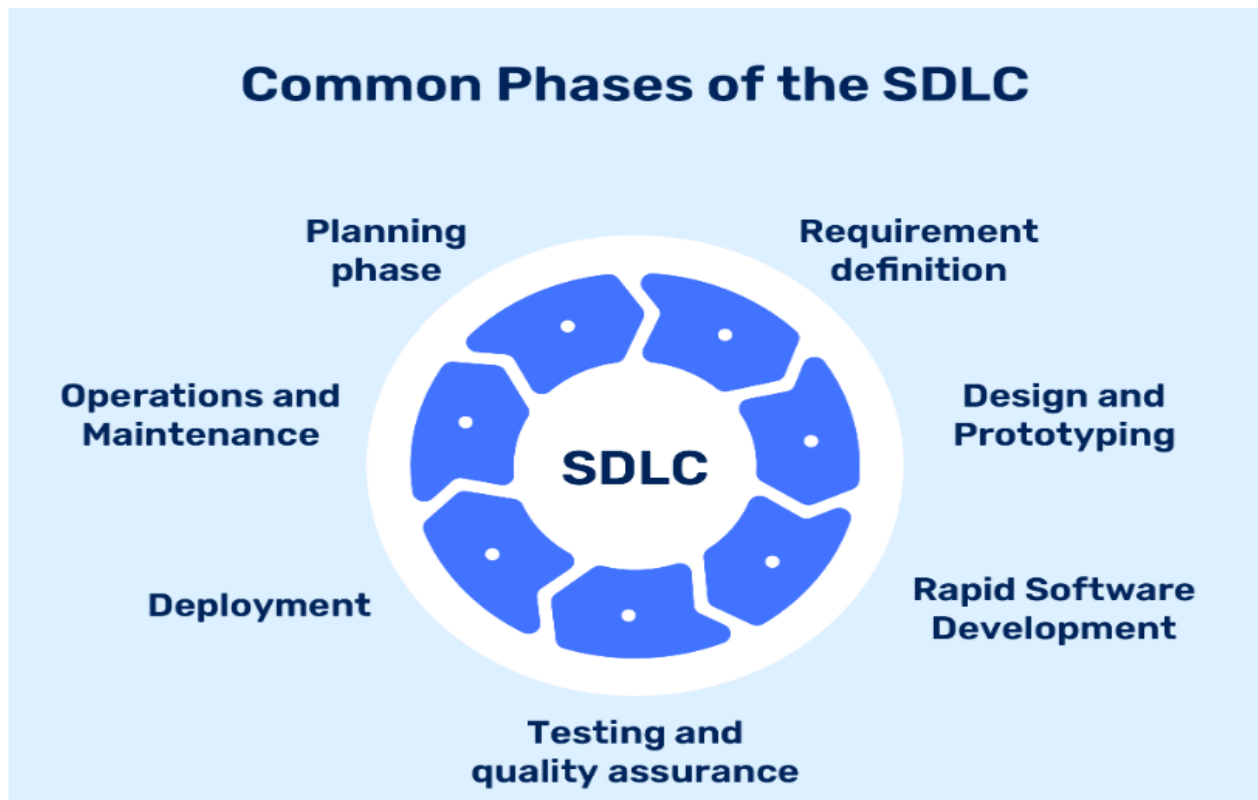 Common Phases of the SDLC
Planning
phase
Requirement
definition
Operations and
Maintenance
Design and
Prototyping
SDLC
Deployment
Rapid Software
Development
Testing and
quality assurance